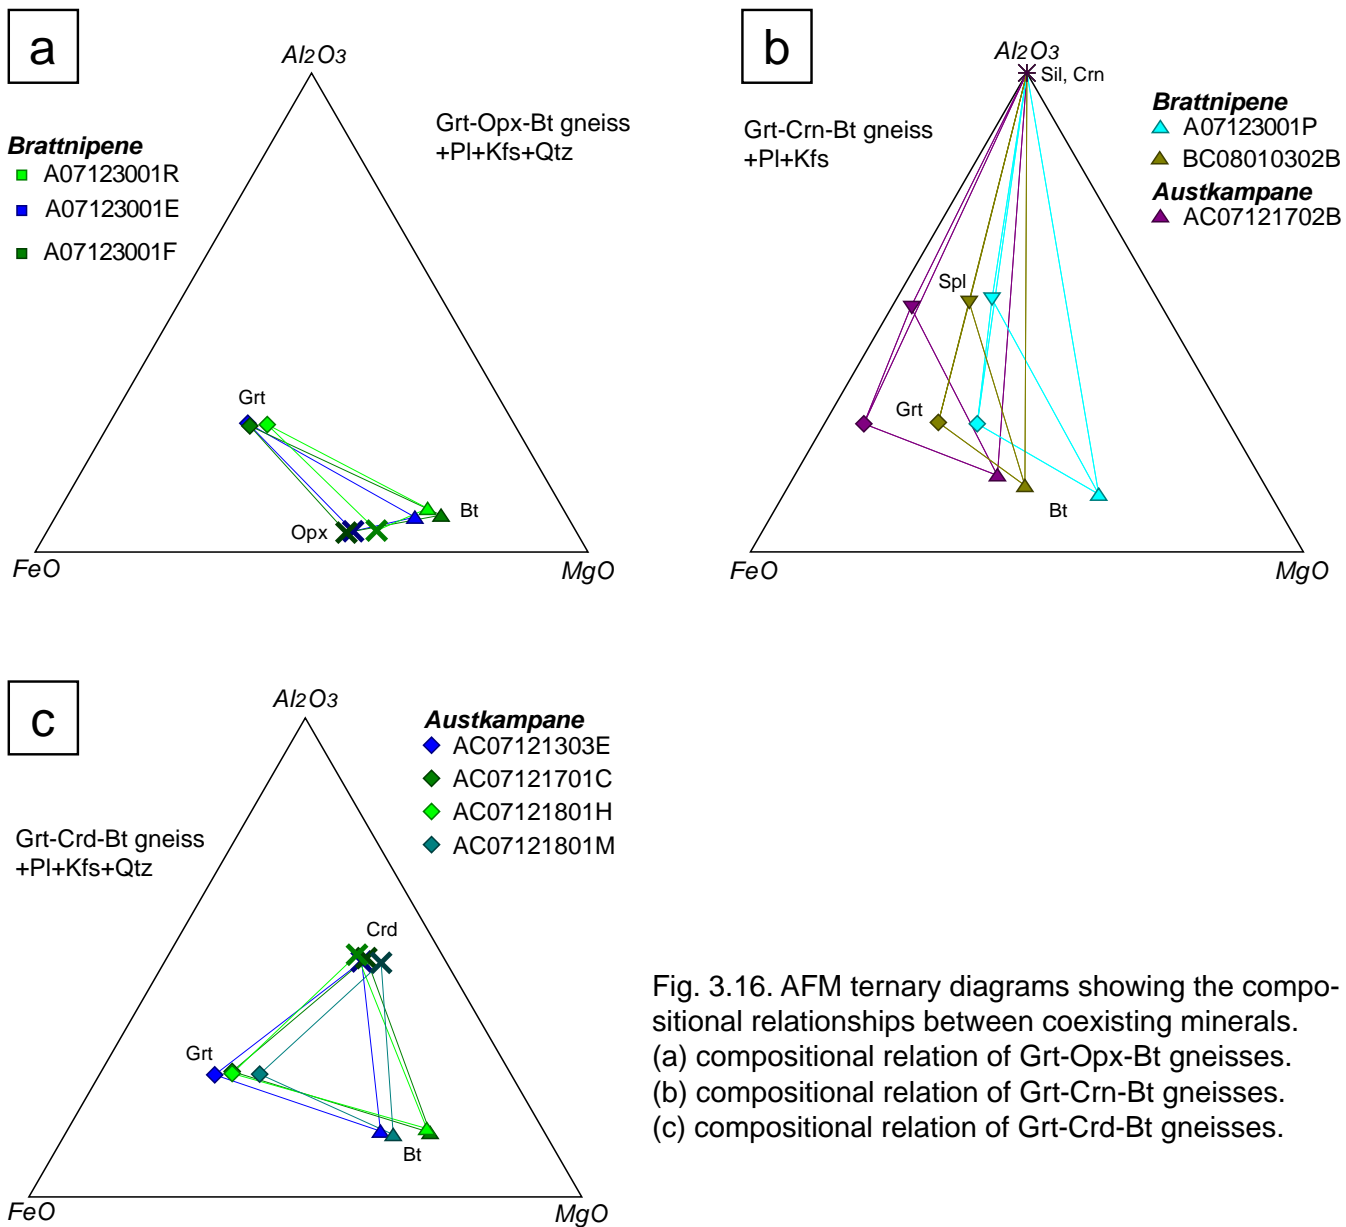 a
Al2O3
Grt-Opx-Bt gneiss
+Pl+Kfs+Qtz
Brattnipene
A07123001R
A07123001E
A07123001F
Grt
Opx
Bt
FeO
MgO
b
Al2O3
Sil, Crn
Grt-Crn-Bt gneiss
+Pl+Kfs
Brattnipene
A07123001P
BC08010302B
Austkampane
AC07121702B
Spl
Grt
Bt
FeO
MgO
c
Al2O3
Austkampane
AC07121303E
AC07121701C
AC07121801H
AC07121801M
Grt-Crd-Bt gneiss
+Pl+Kfs+Qtz
Crd
Grt
Bt
FeO
MgO
Fig. 3.16. AFM ternary diagrams showing the compo-
sitional relationships between coexisting minerals.
(a) compositional relation of Grt-Opx-Bt gneisses.
(b) compositional relation of Grt-Crn-Bt gneisses.
(c) compositional relation of Grt-Crd-Bt gneisses.